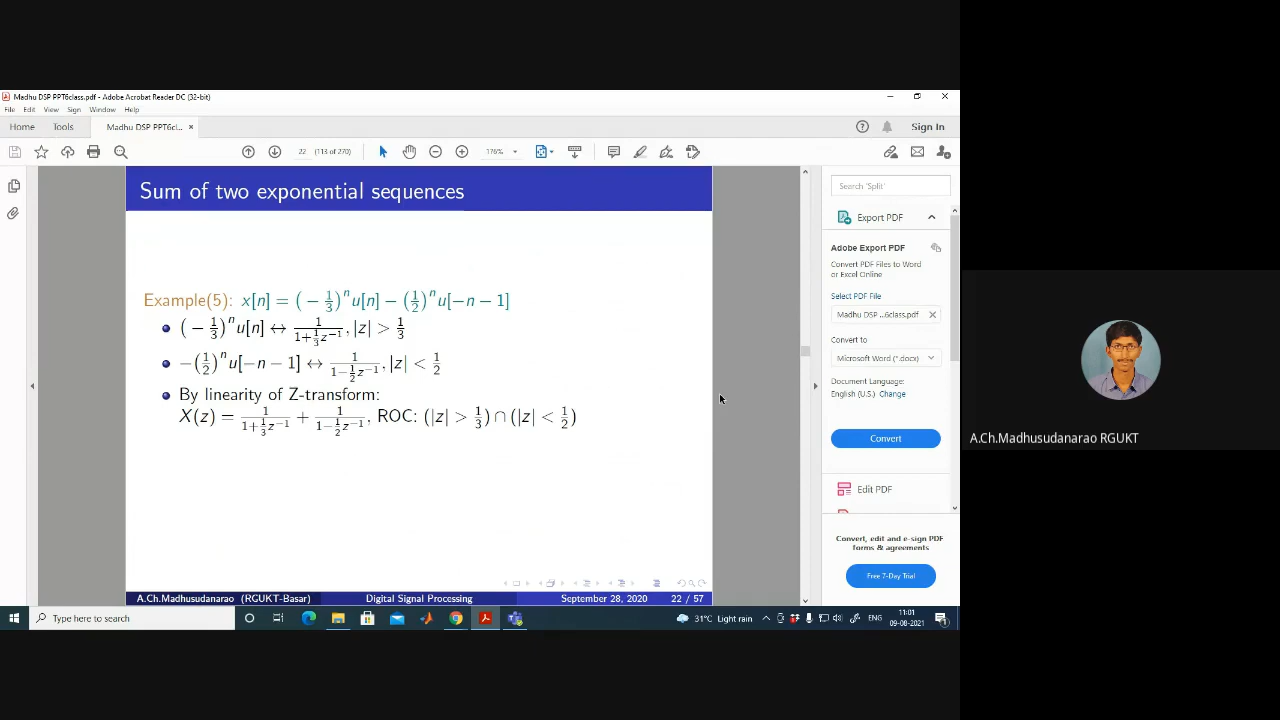 Madhu DSP PPT6class.pdf - Adobe Acrobat Reader DC (32-bit)
File Edit View Sign Window Help
Home Tools Madhu DSP PPT6cl... × Sign In
22 (113 of 270) 176%
Sum of two exponential sequences
Example(5): x[n] = (−1/3)^n u[n] − (1/2)^n u[−n − 1]
(−1/3)^n u[n] ↔ 1/(1+1/3 z^−1), |z| > 1/3
−(1/2)^n u[−n − 1] ↔ 1/(1−1/2 z^−1), |z| < 1/2
By linearity of Z-transform:
X(z) = 1/(1+1/3 z^−1) + 1/(1−1/2 z^−1), ROC: (|z| > 1/3) ∩ (|z| < 1/2)
A.Ch.Madhusudanarao (RGUKT-Basar) Digital Signal Processing September 28, 2020 22 / 57
Search 'Split'
Export PDF
Adobe Export PDF
Convert PDF Files to Word
or Excel Online
Select PDF File
Madhu DSP ...6class.pdf ×
Convert to
Microsoft Word (*.docx)
Document Language:
English (U.S.) Change
Convert
Edit PDF
Convert, edit and e-sign PDF
forms & agreements
Free 7-Day Trial
Type here to search
31°C Light rain ENG 11:01
09-08-2021
A.Ch.Madhusudanarao RGUKT